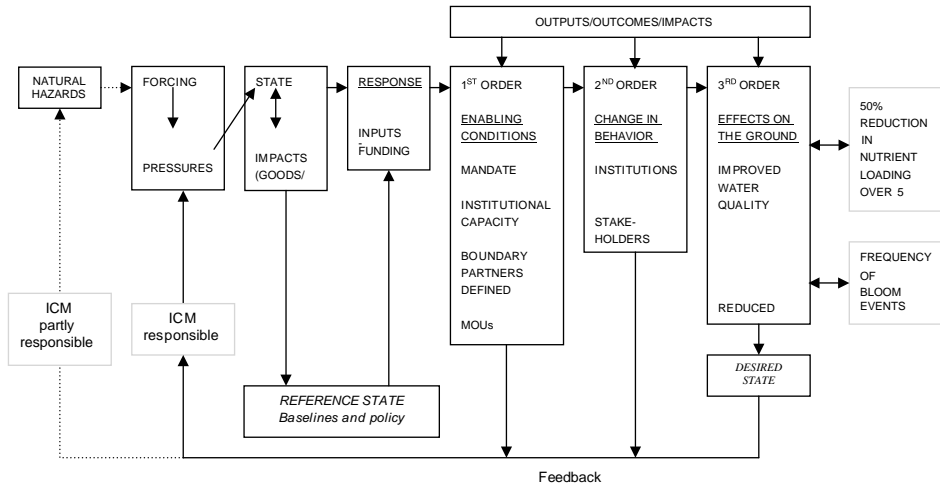 OUTPUTS/OUTCOMES/IMPACTS
NATURAL
HAZARDS
FORCING
PRESSURES
STATE
IMPACTS
(GOODS/
RESPONSE
INPUTS
-FUNDING
1ST ORDER
ENABLING
CONDITIONS
MANDATE
INSTITUTIONAL
CAPACITY
BOUNDARY
PARTNERS
DEFINED
MOUs
2ND ORDER
CHANGE IN
BEHAVIOR
INSTITUTIONS
STAKE-
HOLDERS
3RD ORDER
EFFECTS ON
THE GROUND
IMPROVED
WATER
QUALITY
REDUCED
50%
REDUCTION
IN
NUTRIENT
LOADING
OVER 5
FREQUENCY
OF
BLOOM
EVENTS
ICM
partly
responsible
ICM
responsible
REFERENCE STATE
Baselines and policy
DESIRED
STATE
Feedback